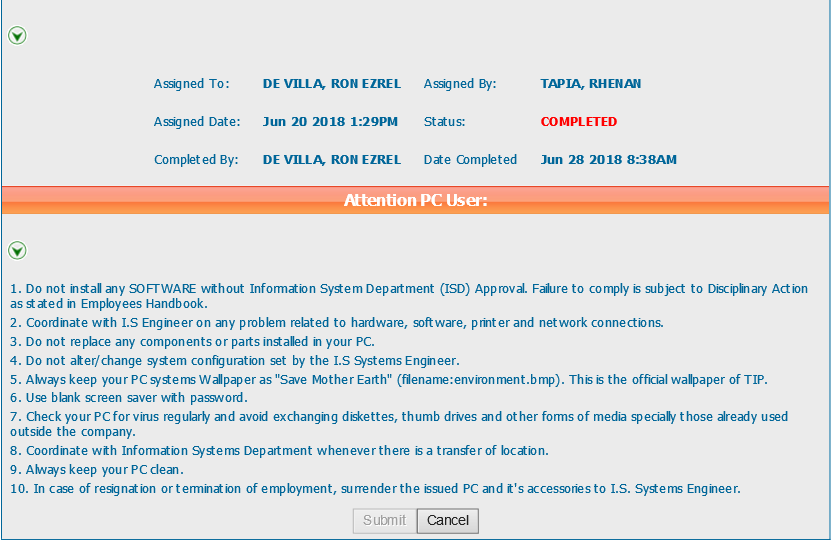 Assigned To: DE VILLA, RON EZREL Assigned By: TAPIA, RHENAN
Assigned Date: Jun 20 2018 1:29PM Status: COMPLETED
Completed By: DE VILLA, RON EZREL Date Completed Jun 28 2018 8:38AM
Attention PC User:
1. Do not install any SOFTWARE without Information System Department (ISD) Approval. Failure to comply is subject to Disciplinary Action
as stated in Employees Handbook.
2. Coordinate with I.S Engineer on any problem related to hardware, software, printer and network connections.
3. Do not replace any components or parts installed in your PC.
4. Do not alter/change system configuration set by the I.S Systems Engineer.
5. Always keep your PC systems Wallpaper as "Save Mother Earth" (filename:environment.bmp). This is the official wallpaper of TIP.
6. Use blank screen saver with password.
7. Check your PC for virus regularly and avoid exchanging diskettes, thumb drives and other forms of media specially those already used
outside the company.
8. Coordinate with Information Systems Department whenever there is a transfer of location.
9. Always keep your PC clean.
10. In case of resignation or termination of employment, surrender the issued PC and it's accessories to I.S. Systems Engineer.
Submit Cancel